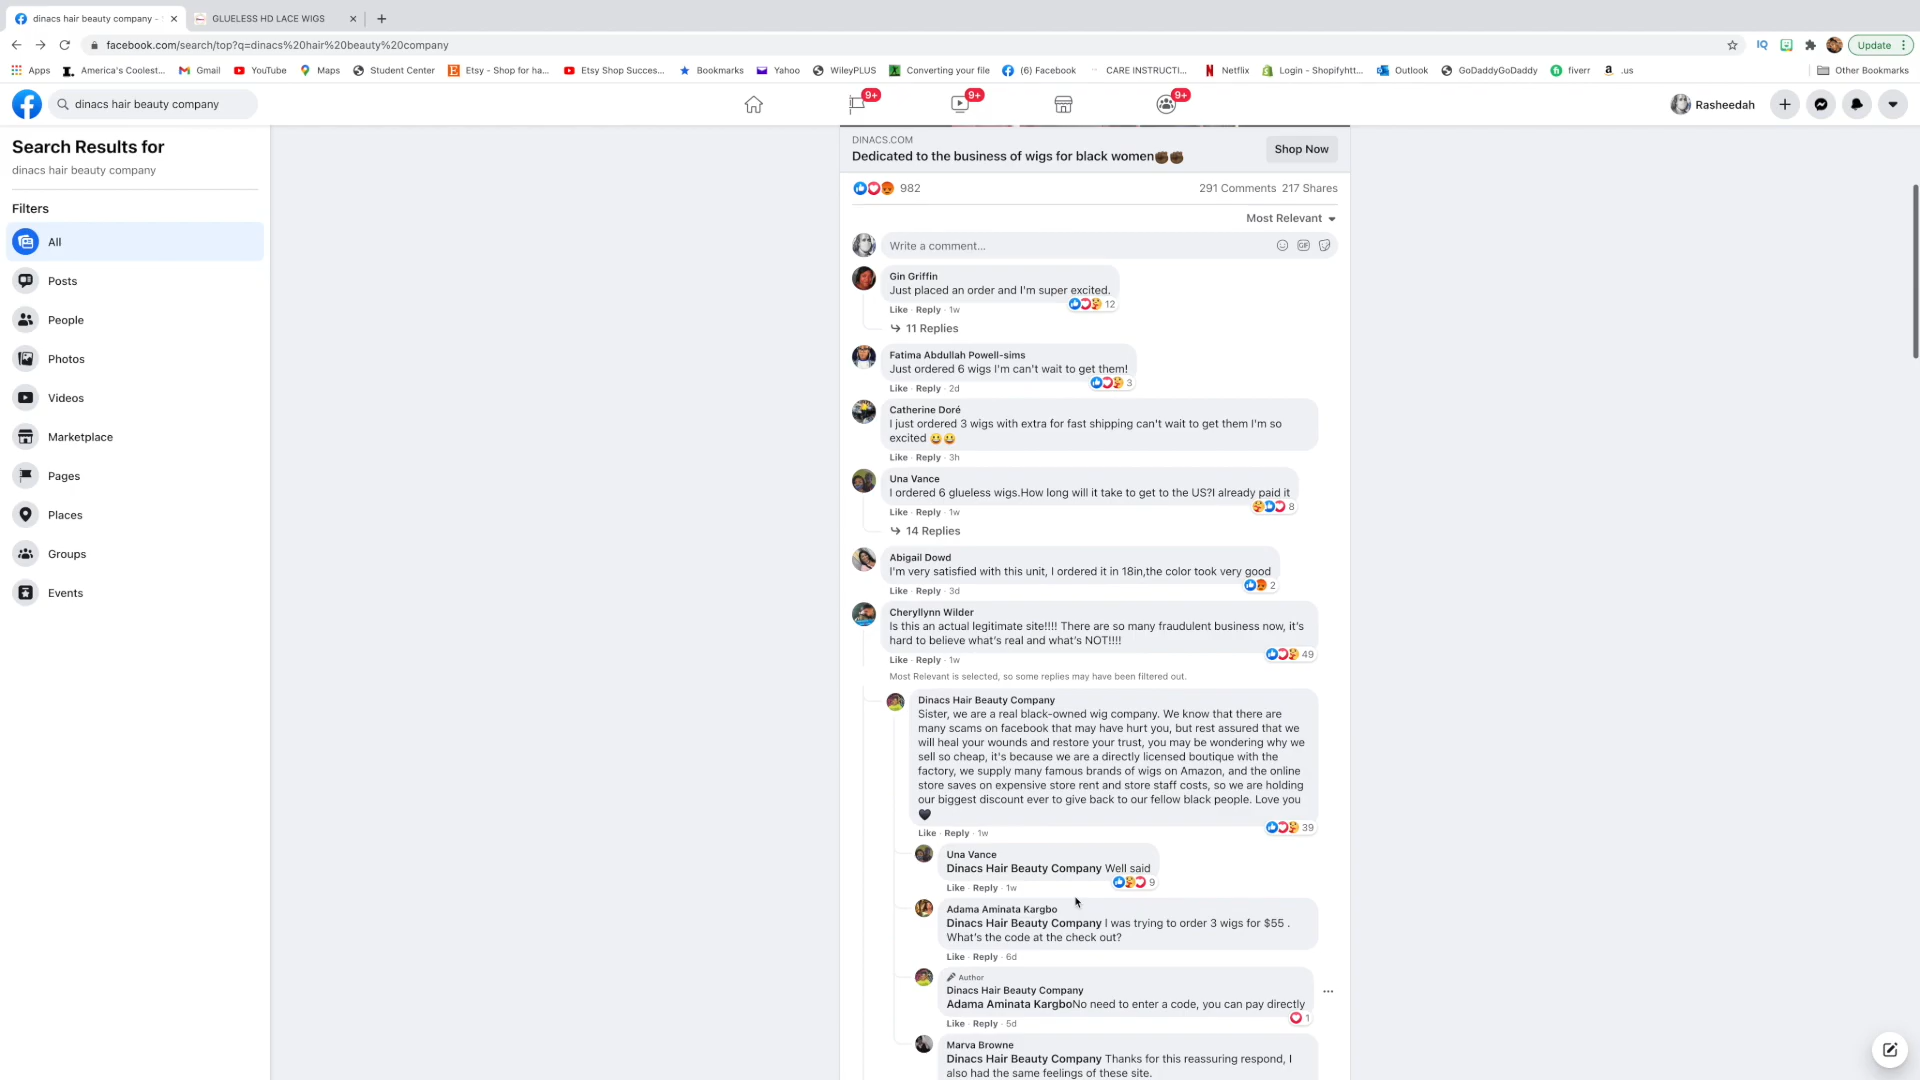 dinacs hair beauty company -
GLUELESS HD LACE WIGS
facebook.com/search/top?q=dinacs%20hair%20beauty%20company
IQ
Update
Apps
America's Coolest...
Gmail
YouTube
Maps
Student Center
Etsy - Shop for ha...
Etsy Shop Succes...
Bookmarks
Yahoo
WileyPLUS
Converting your file
(6) Facebook
CARE INSTRUCTI...
Netflix
Login - Shopifyhtt...
Outlook
GoDaddyGoDaddy
fiverr
.us
Other Bookmarks
dinacs hair beauty company
9+
9+
9+
Rasheedah
Search Results for
dinacs hair beauty company
Filters
All
Posts
People
Photos
Videos
Marketplace
Pages
Places
Groups
Events
DINACS.COM
Dedicated to the business of wigs for black women✊🏿✊🏿
Shop Now
982
291 Comments 217 Shares
Most Relevant
Write a comment...
GIF
Gin Griffin
Just placed an order and I'm super excited.
12
Like · Reply · 1w
11 Replies
Fatima Abdullah Powell-sims
Just ordered 6 wigs I'm can't wait to get them!
3
Like · Reply · 2d
Catherine Doré
I just ordered 3 wigs with extra for fast shipping can't wait to get them I'm so
excited 😃😃
Like · Reply · 3h
Una Vance
I ordered 6 glueless wigs.How long will it take to get to the US?I already paid it
8
Like · Reply · 1w
14 Replies
Abigail Dowd
I'm very satisfied with this unit, I ordered it in 18in,the color took very good
2
Like · Reply · 3d
Cheryllynn Wilder
Is this an actual legitimate site!!!! There are so many fraudulent business now, it's
hard to believe what's real and what's NOT!!!!
49
Like · Reply · 1w
Most Relevant is selected, so some replies may have been filtered out.
Dinacs Hair Beauty Company
Sister, we are a real black-owned wig company. We know that there are
many scams on facebook that may have hurt you, but rest assured that we
will heal your wounds and restore your trust, you may be wondering why we
sell so cheap, it's because we are a directly licensed boutique with the
factory, we supply many famous brands of wigs on Amazon, and the online
store saves on expensive store rent and store staff costs, so we are holding
our biggest discount ever to give back to our fellow black people. Love you
🖤
39
Like · Reply · 1w
Una Vance
Dinacs Hair Beauty Company Well said
9
Like · Reply · 1w
Adama Aminata Kargbo
Dinacs Hair Beauty Company I was trying to order 3 wigs for $55 .
What's the code at the check out?
Like · Reply · 6d
Author
Dinacs Hair Beauty Company
Adama Aminata KargboNo need to enter a code, you can pay directly
1
Like · Reply · 5d
Marva Browne
Dinacs Hair Beauty Company Thanks for this reassuring respond, I
also had the same feelings of these site.